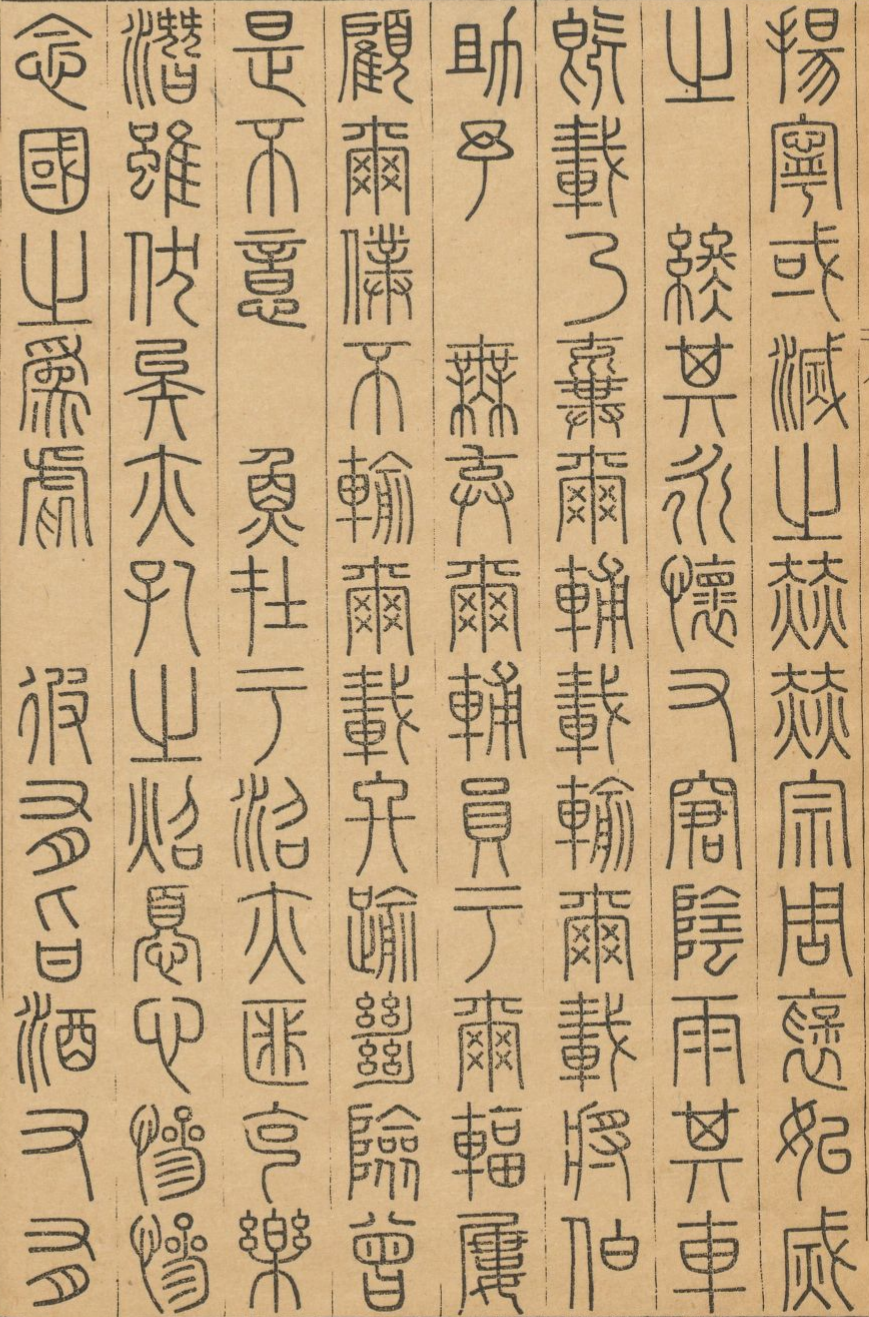 揚寧或滅之赫赫宗周褒姒烕
之　終其永懷又窘陰雨其車
既載乃棄爾輔載輸爾載將伯
助予　無棄爾輔員于爾輻屢
顧爾僕不輸爾載終踰絕險曾
是不意　魚在于沼亦匪克樂
潛雖伏矣亦孔之炤憂心慘慘
念國之為虐　彼有旨酒又有